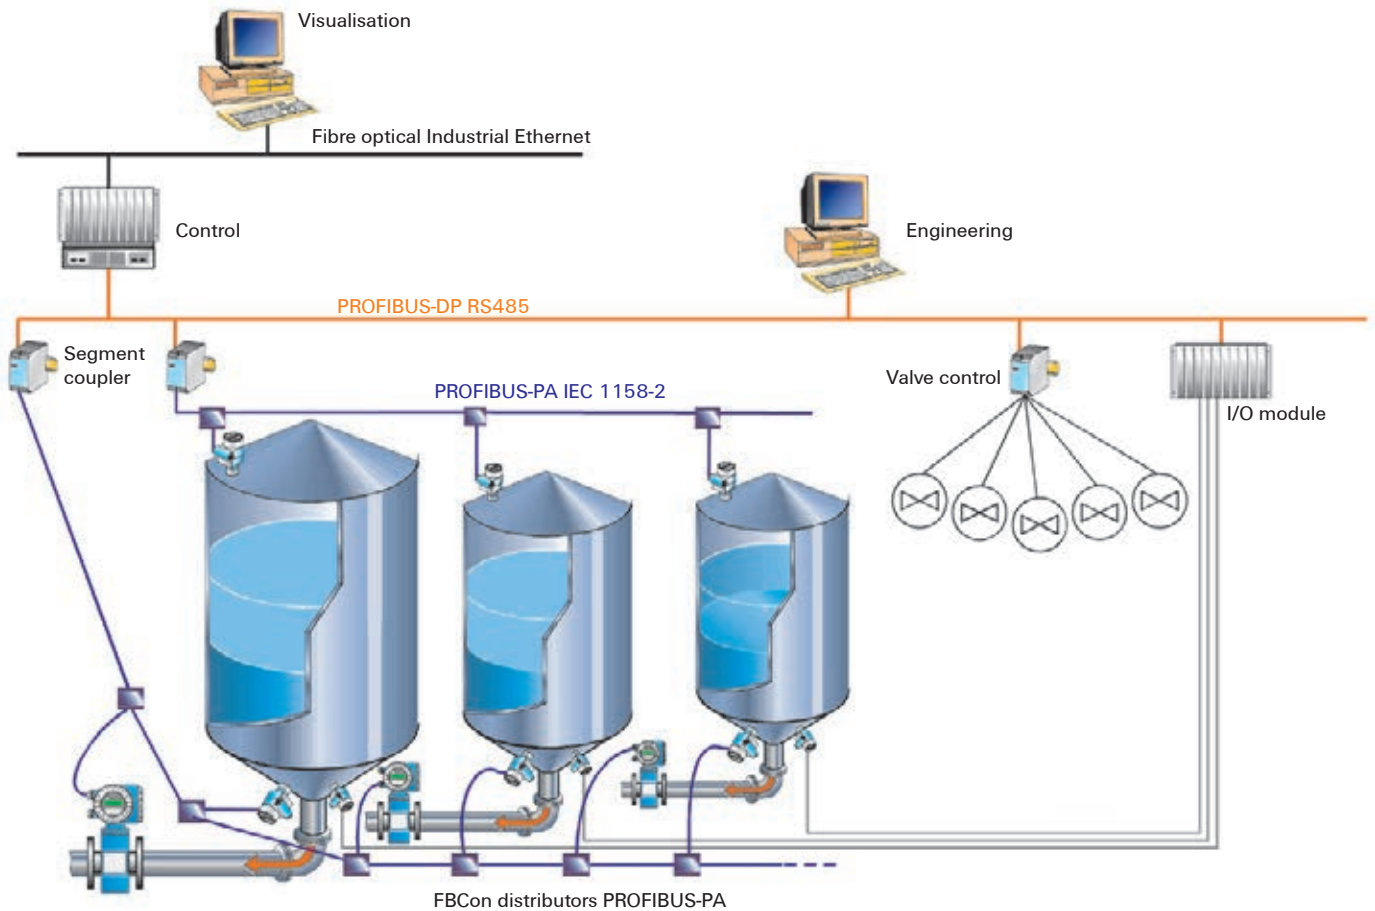 Visualisation
Fibre optical Industrial Ethernet
Control
Engineering
PROFIBUS-DP RS485
Segment
coupler
PROFIBUS-PA IEC 1158-2
Valve control
I/O module
FBCon distributors PROFIBUS-PA